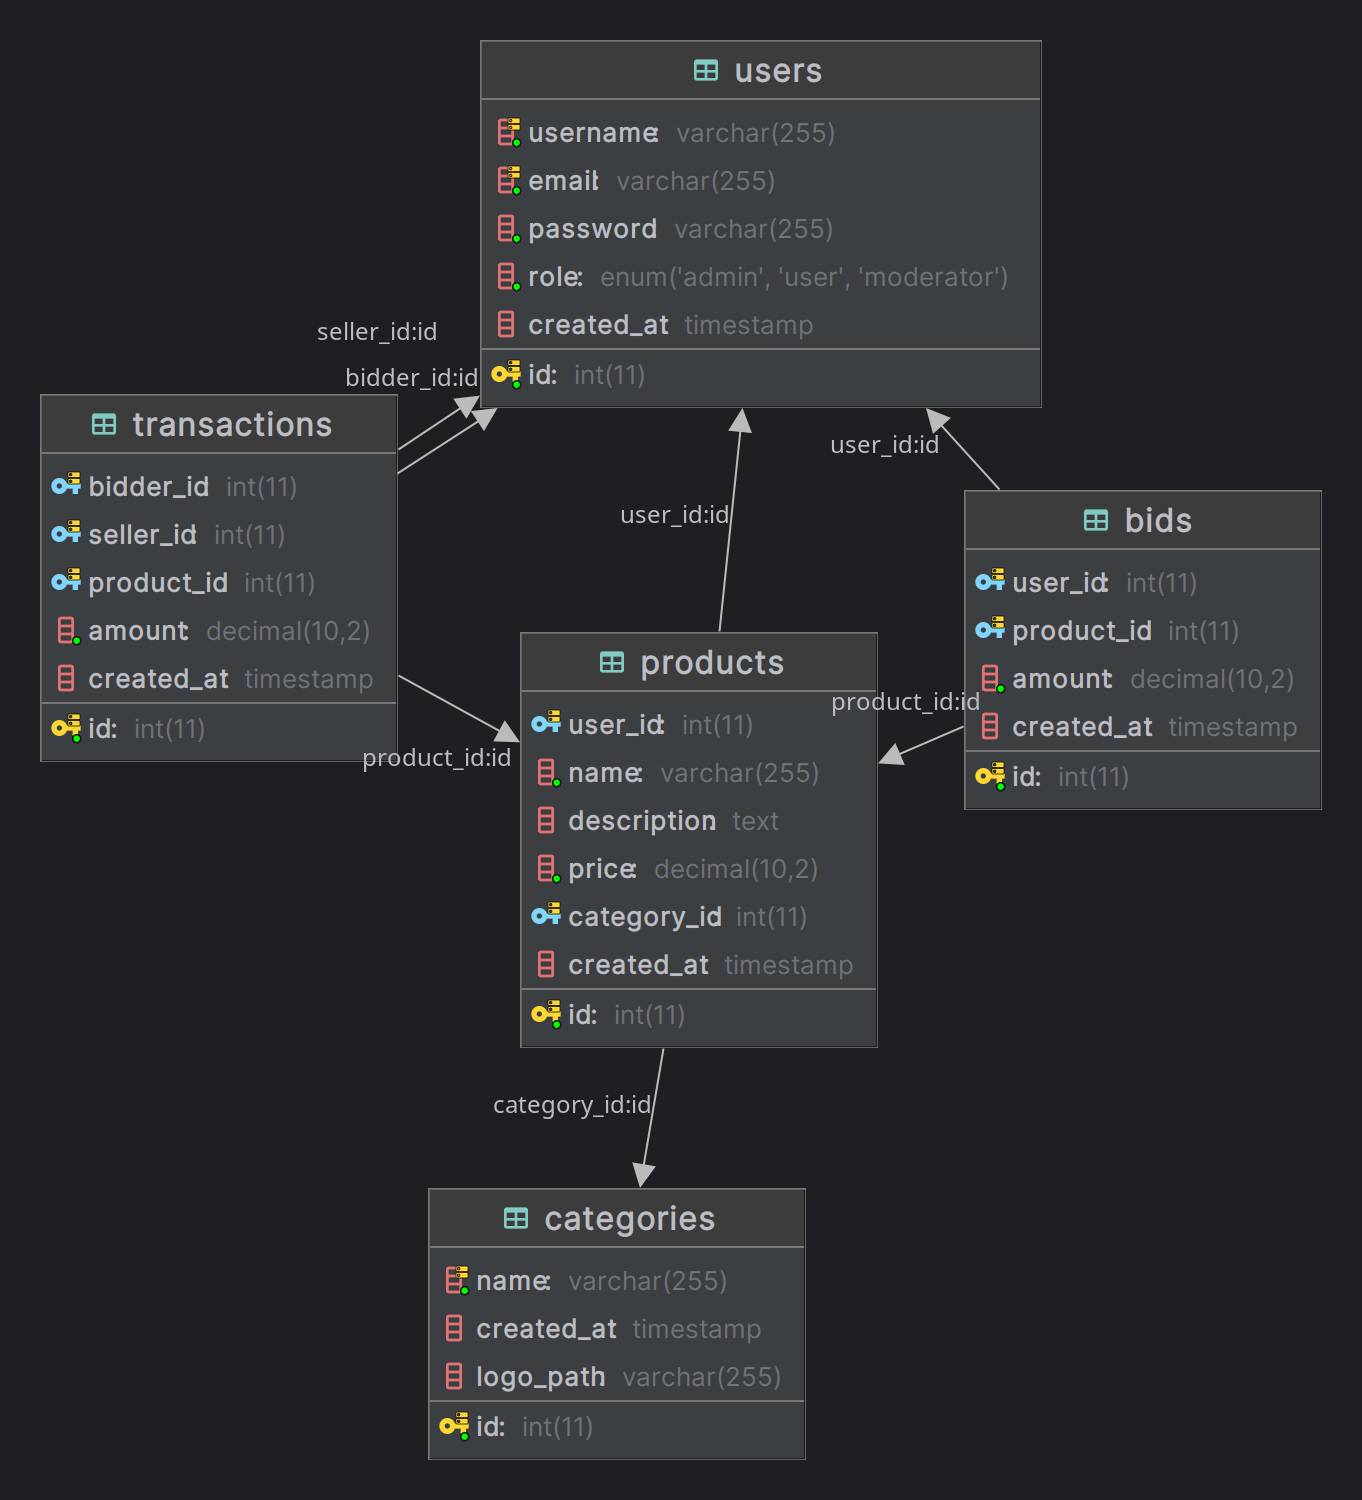 users
username: varchar(255)
email: varchar(255)
password varchar(255)
role: enum('admin', 'user', 'moderator')
created_at timestamp
id: int(11)
seller_id:id
bidder_id:id
transactions
bidder_id int(11)
seller_id: int(11)
product_id int(11)
amount: decimal(10,2)
created_at timestamp
id: int(11)
user_id:id
user_id:id
bids
user_id: int(11)
product_id int(11)
amount: decimal(10,2)
created_at timestamp
id: int(11)
product_id:id
product_id:id
products
user_id: int(11)
name: varchar(255)
description: text
price: decimal(10,2)
category_id int(11)
created_at timestamp
id: int(11)
category_id:id
categories
name: varchar(255)
created_at timestamp
logo_path varchar(255)
id: int(11)